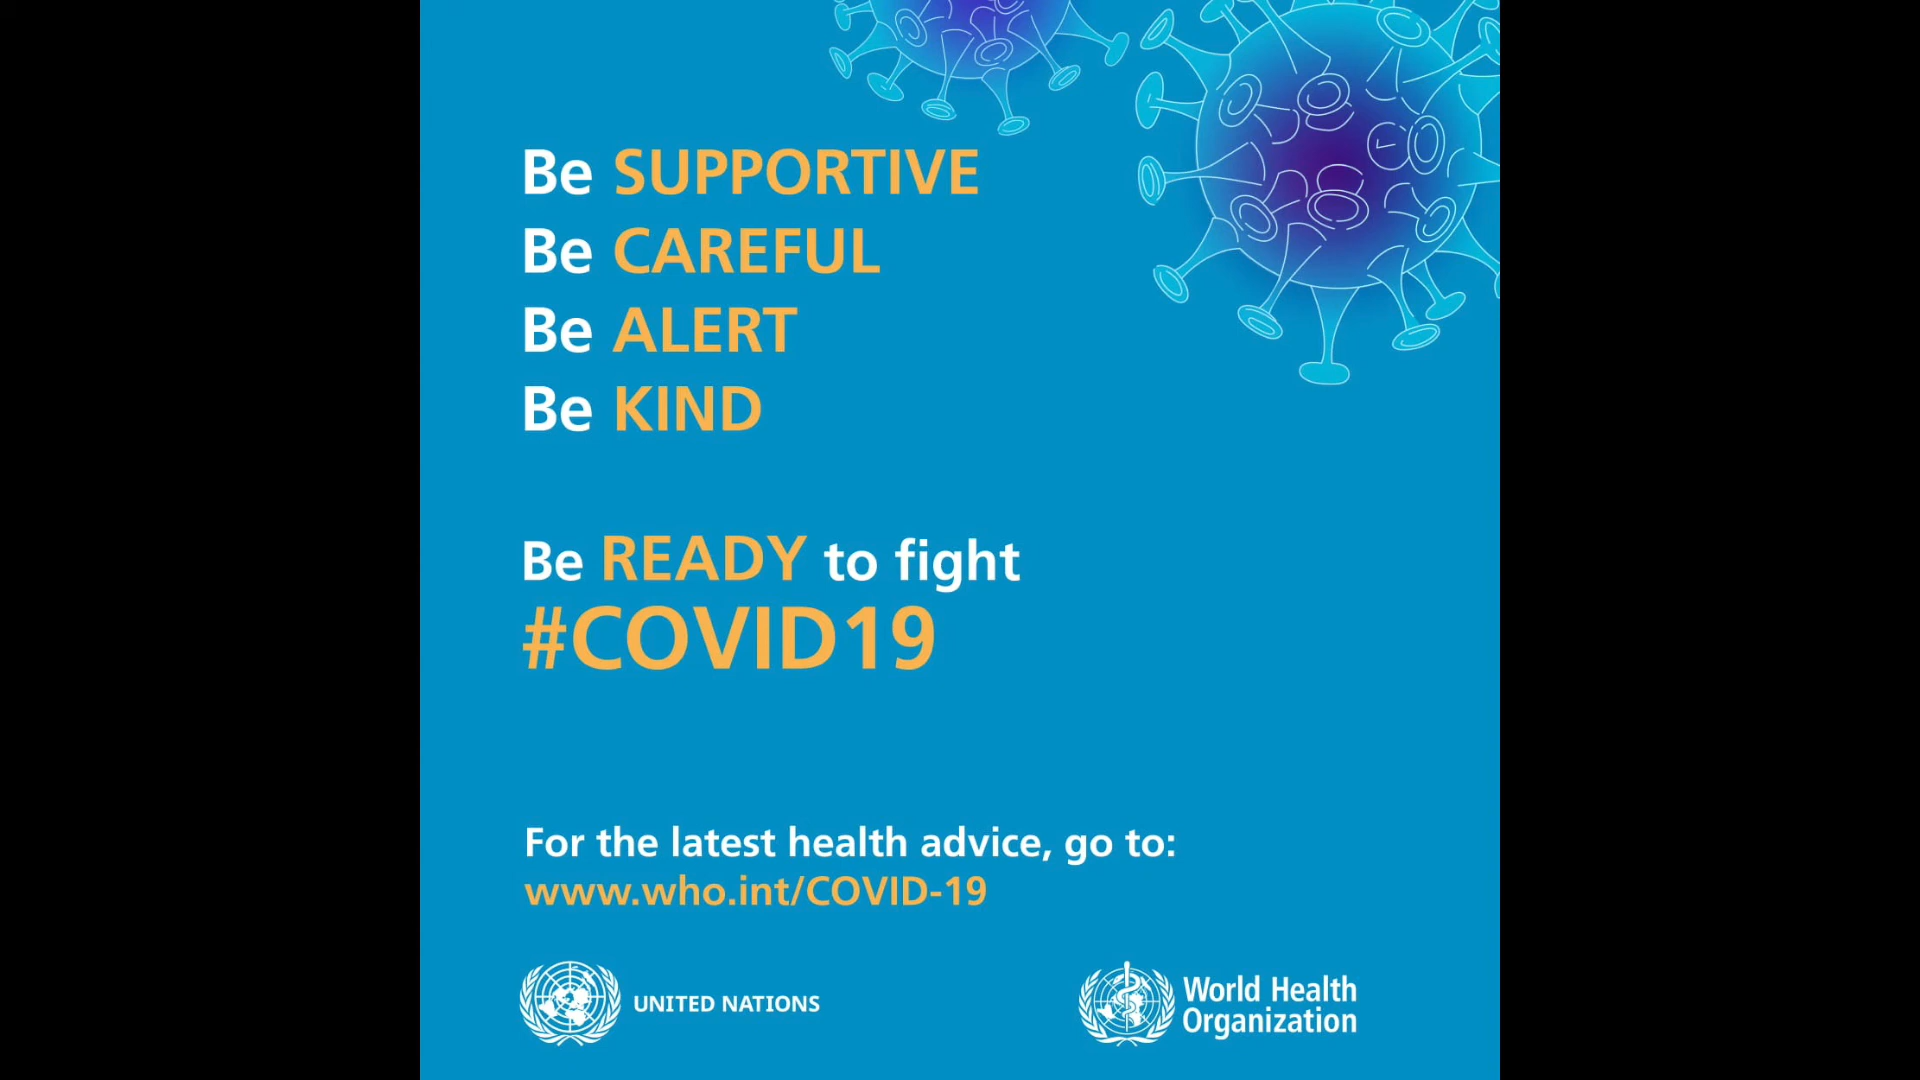 Be SUPPORTIVE
Be CAREFUL
Be ALERT
Be KIND
Be READY to fight
#COVID19
For the latest health advice, go to:
www.who.int/COVID-19
UNITED NATIONS
World Health
Organization